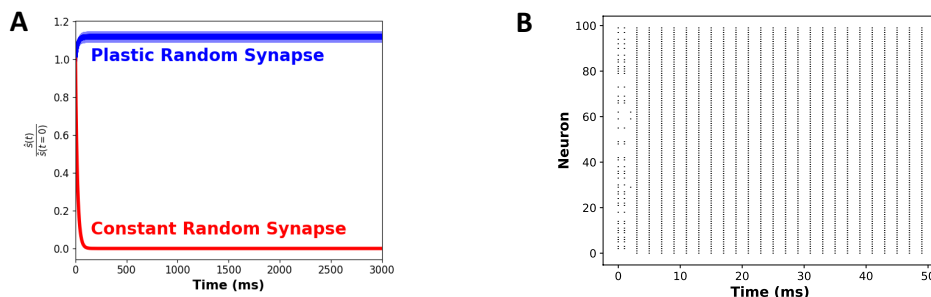 A
1.2
1.0
0.8
0.6
0.4
0.2
0.0
ŝ(t)
s̄(t = 0)
Plastic Random Synapse
Constant Random Synapse
0 500 1000 1500 2000 2500 3000
Time (ms)
B
100
80
60
40
20
0
Neuron
0 10 20 30 40 50
Time (ms)